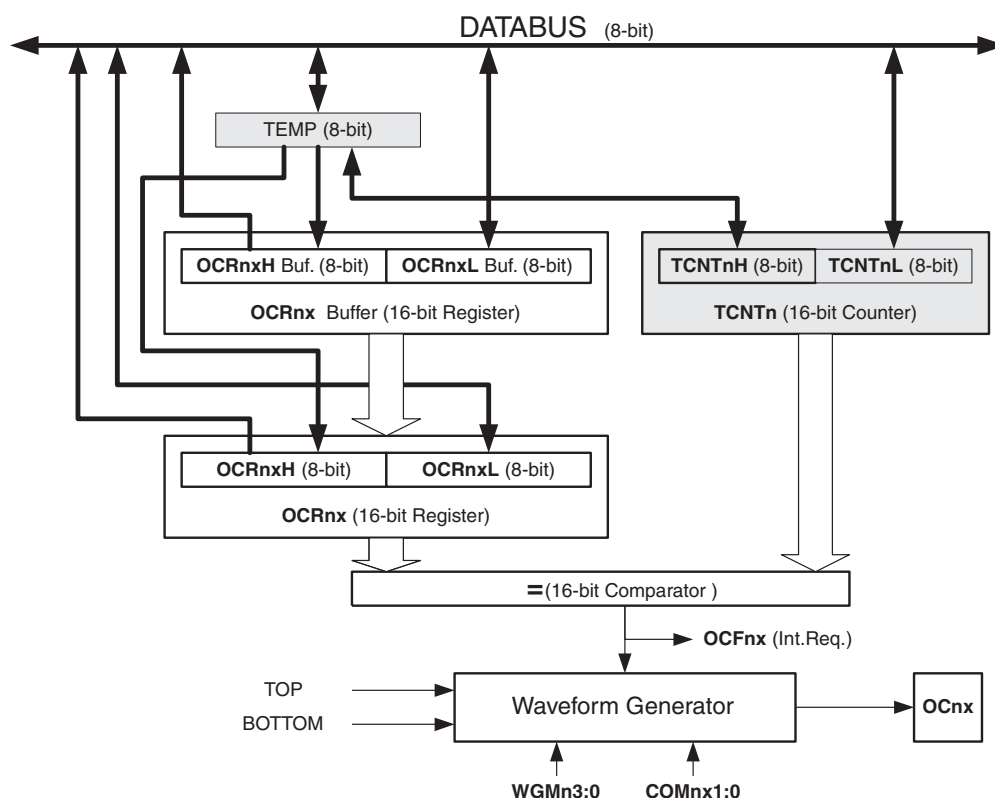 DATABUS (8-bit)
TEMP (8-bit)
OCRnxH Buf. (8-bit)
OCRnxL Buf. (8-bit)
OCRnx Buffer (16-bit Register)
TCNTnH (8-bit)
TCNTnL (8-bit)
TCNTn (16-bit Counter)
OCRnxH (8-bit)
OCRnxL (8-bit)
OCRnx (16-bit Register)
= (16-bit Comparator )
OCFnx (Int.Req.)
TOP
BOTTOM
Waveform Generator
OCnx
WGMn3:0
COMnx1:0